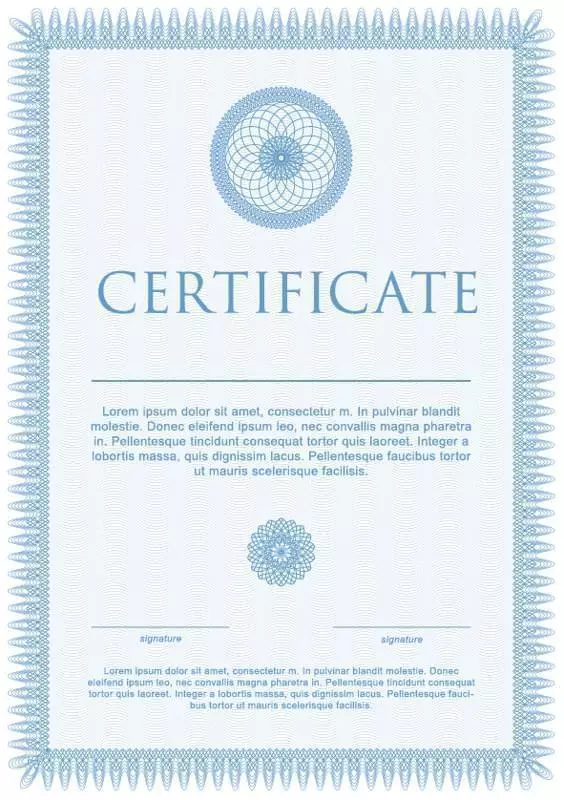 CERTIFICATE
Lorem ipsum dolor sit amet, consectetur m. In pulvinar blandit
molestie. Donec eleifend ipsum leo, nec convallis magna pharetra
in. Pellentesque tincidunt consequat tortor quis laoreet. Integer a
lobortis massa, quis dignissim lacus. Pellentesque faucibus tortor
ut mauris scelerisque facilisis.
signature signature
Lorem ipsum dolor sit amet, consectetur m. In pulvinar blandit molestie. Donec
eleifend ipsum leo, nec convallis magna pharetra in. Pellentesque tincidunt consequat
tortor quis laoreet. Integer a lobortis massa, quis dignissim lacus. Pellentesque fauci-
bus tortor ut mauris scelerisque facilisis.